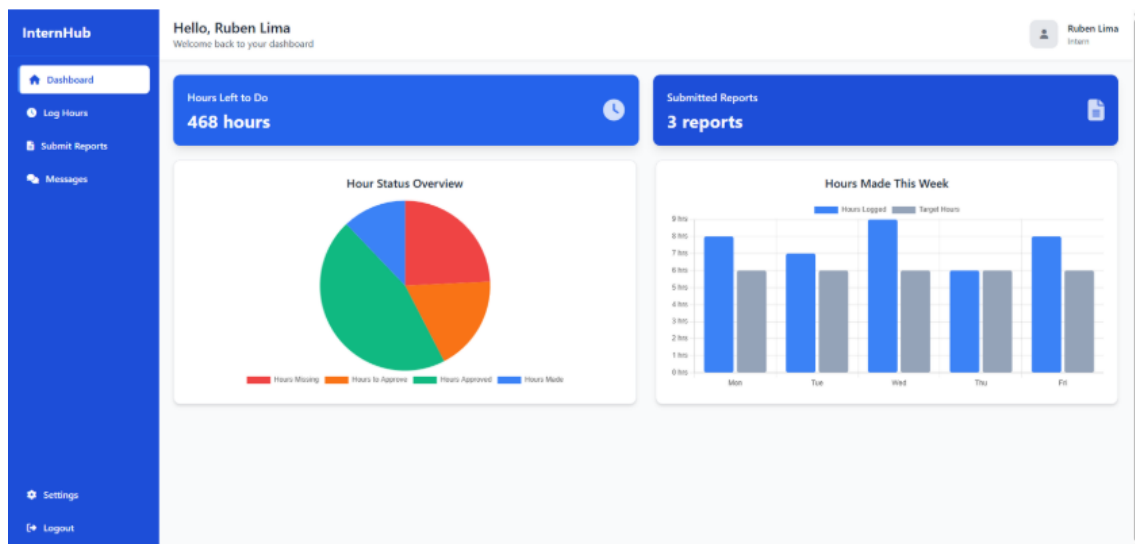 InternHub
Dashboard
Log Hours
Submit Reports
Messages
Settings
Logout
Hello, Ruben Lima
Welcome back to your dashboard
Ruben Lima
Intern
Hours Left to Do
468 hours
Submitted Reports
3 reports
Hour Status Overview
Hours Missing Hours to Approve Hours Approved Hours Made
Hours Made This Week
Hours Logged Target Hours
9 hrs
8 hrs
7 hrs
6 hrs
5 hrs
4 hrs
3 hrs
2 hrs
1 hrs
0 hrs
Mon Tue Wed Thu Fri